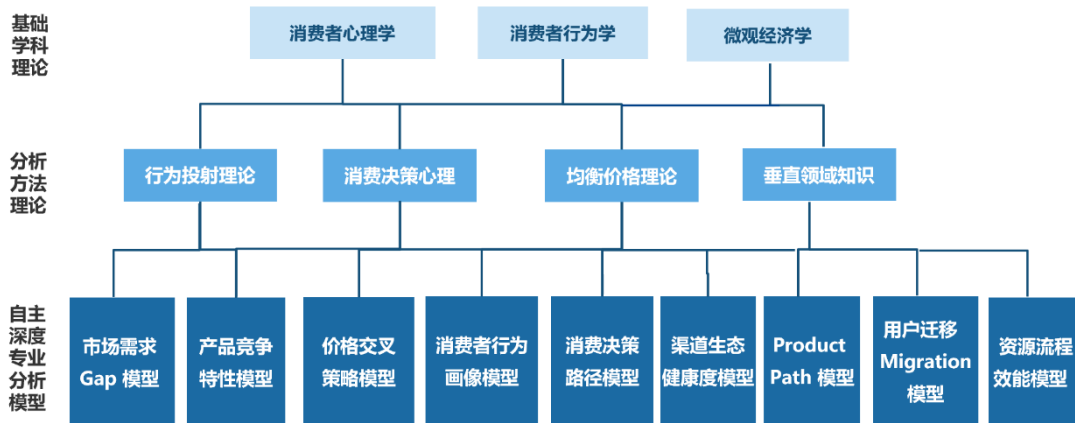 基础
学科
理论
消费者心理学
消费者行为学
微观经济学
分析
方法
理论
行为投射理论
消费决策心理
均衡价格理论
垂直领域知识
自主
深度
专业
分析
模型
市场需求
Gap 模型
产品竞争
特性模型
价格交叉
策略模型
消费者行为
画像模型
消费决策
路径模型
渠道生态
健康度模型
Product
Path 模型
用户迁移
Migration
模型
资源流程
效能模型